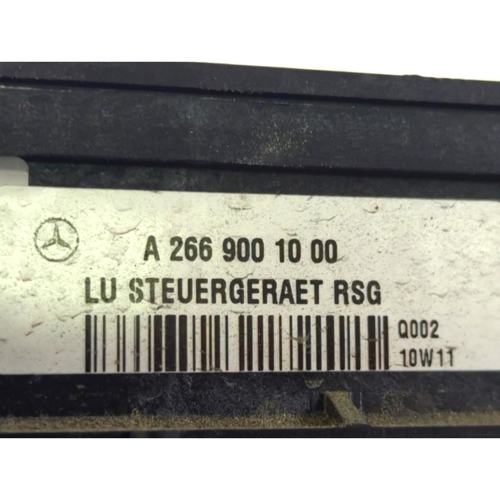 A 266 900 10 00
LU STEUERGERAET RSG
Q002
10W11